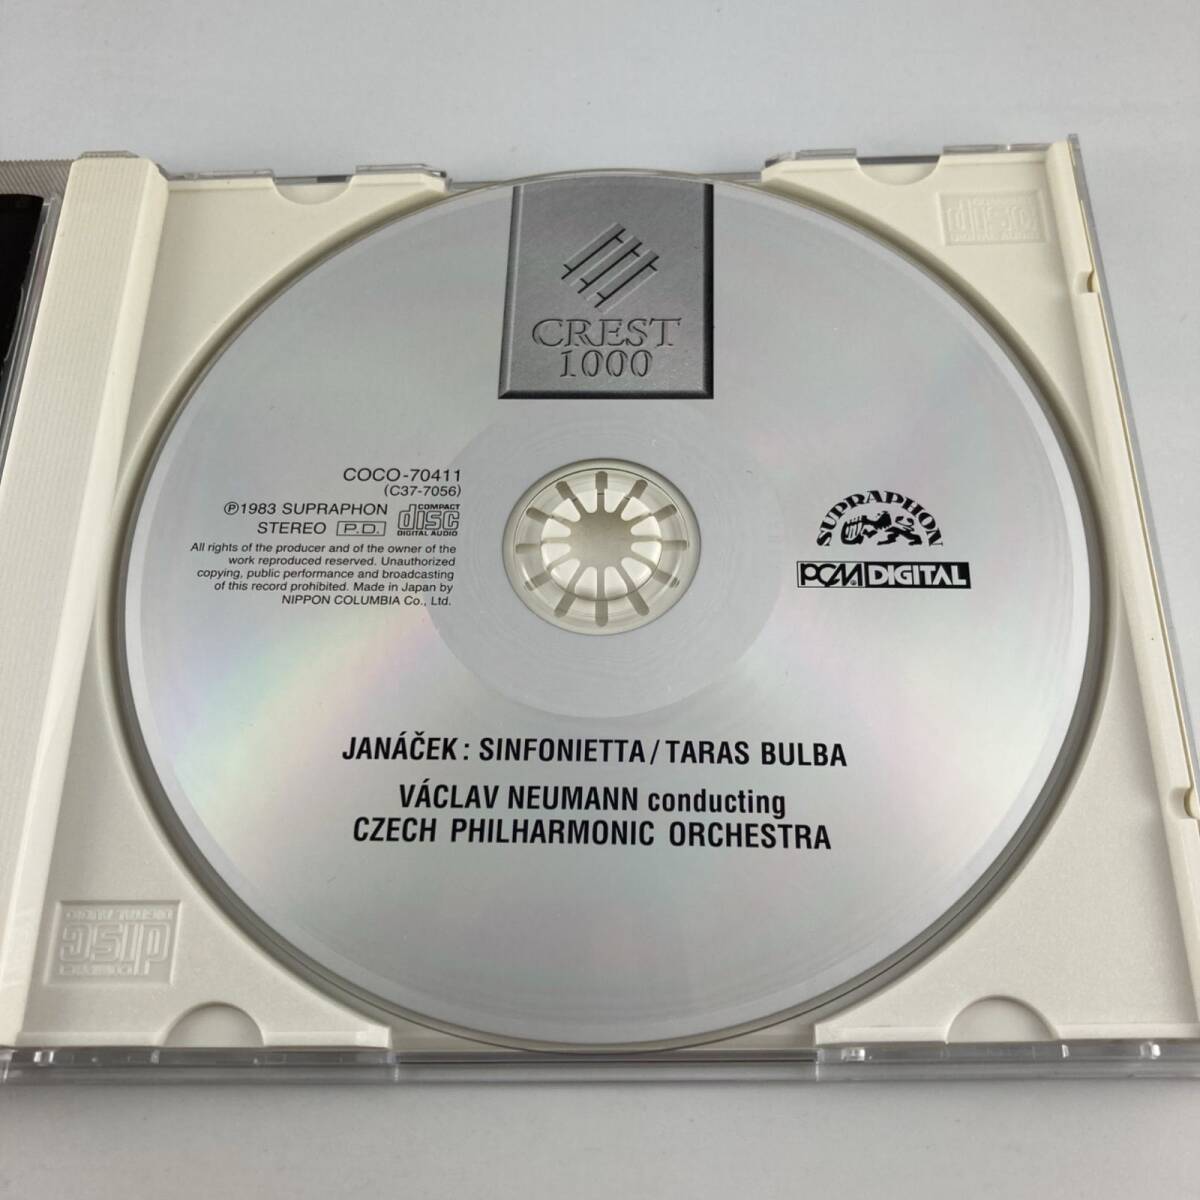 CREST
1000
COCO-70411
(C37-7056)
Ⓟ1983 SUPRAPHON
STEREO P.D. COMPACT disc DIGITAL AUDIO
All rights of the producer and of the owner of the
work reproduced reserved. Unauthorized
copying, public performance and broadcasting
of this record prohibited. Made in Japan by
NIPPON COLUMBIA Co., Ltd.
SUPRAPHON
PCM DIGITAL
JANÁČEK: SINFONIETTA/TARAS BULBA
VÁCLAV NEUMANN conducting
CZECH PHILHARMONIC ORCHESTRA
disc
disc